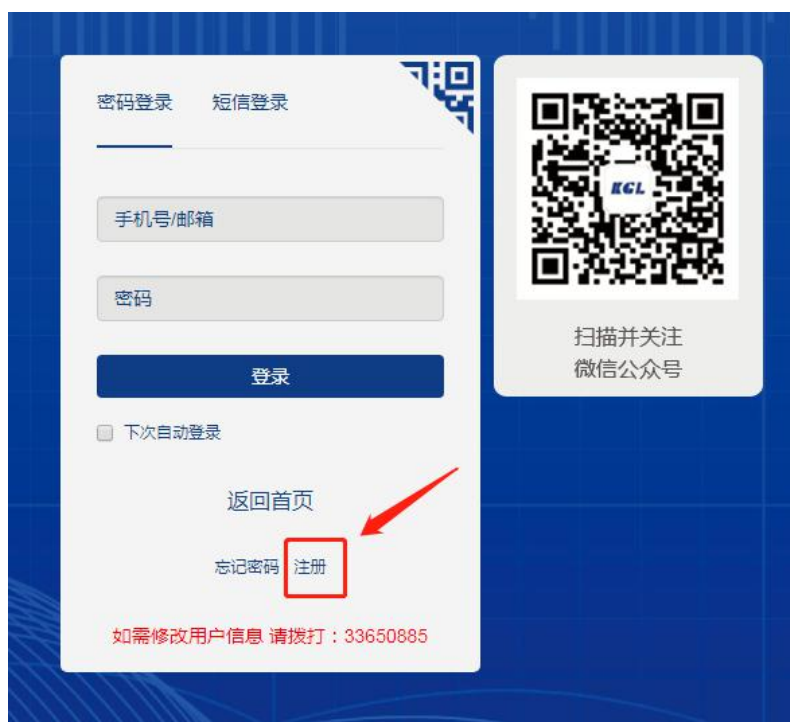 密码登录 短信登录
手机号/邮箱
密码
登录
下次自动登录
返回首页
忘记密码 注册
如需修改用户信息 请拨打：33650885
KGL
扫描并关注
微信公众号